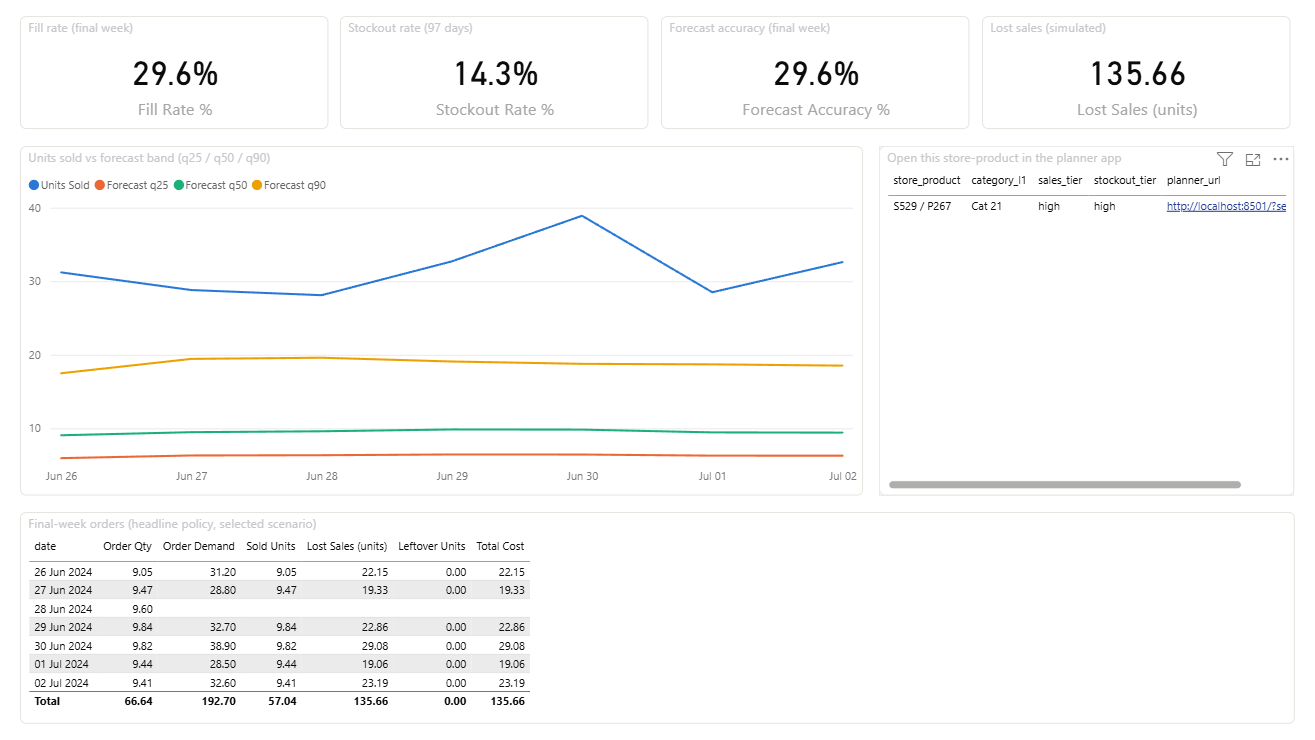 Fill rate (final week)
29.6%
Fill Rate %
Stockout rate (97 days)
14.3%
Stockout Rate %
Forecast accuracy (final week)
29.6%
Forecast Accuracy %
Lost sales (simulated)
135.66
Lost Sales (units)
Units sold vs forecast band (q25 / q50 / q90)
Units Sold Forecast q25 Forecast q50 Forecast q90
40
30
20
10
Jun 26 Jun 27 Jun 28 Jun 29 Jun 30 Jul 01 Jul 02
Open this store-product in the planner app
store_product category_l1 sales_tier stockout_tier planner_url
S529 / P267 Cat 21 high high http://localhost:8501/?se
Final-week orders (headline policy, selected scenario)
date Order Qty Order Demand Sold Units Lost Sales (units) Leftover Units Total Cost
26 Jun 2024 9.05 31.20 9.05 22.15 0.00 22.15
27 Jun 2024 9.47 28.80 9.47 19.33 0.00 19.33
28 Jun 2024 9.60
29 Jun 2024 9.84 32.70 9.84 22.86 0.00 22.86
30 Jun 2024 9.82 38.90 9.82 29.08 0.00 29.08
01 Jul 2024 9.44 28.50 9.44 19.06 0.00 19.06
02 Jul 2024 9.41 32.60 9.41 23.19 0.00 23.19
Total 66.64 192.70 57.04 135.66 0.00 135.66